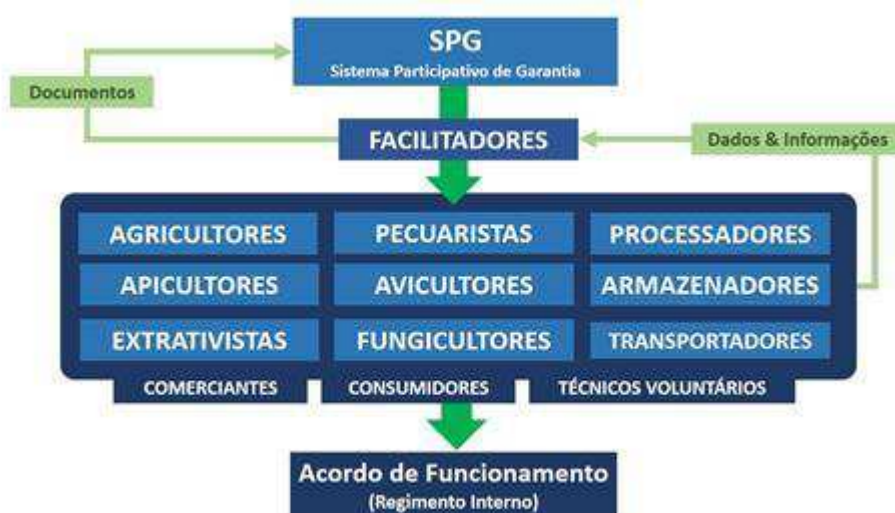 SPG
Sistema Participativo de Garantia
Documentos
FACILITADORES
Dados & Informações
AGRICULTORES
PECUARISTAS
PROCESSADORES
APICULTORES
AVICULTORES
ARMAZENADORES
EXTRATIVISTAS
FUNGICULTORES
TRANSPORTADORES
COMERCIANTES
CONSUMIDORES
TÉCNICOS VOLUNTÁRIOS
Acordo de Funcionamento
(Regimento Interno)